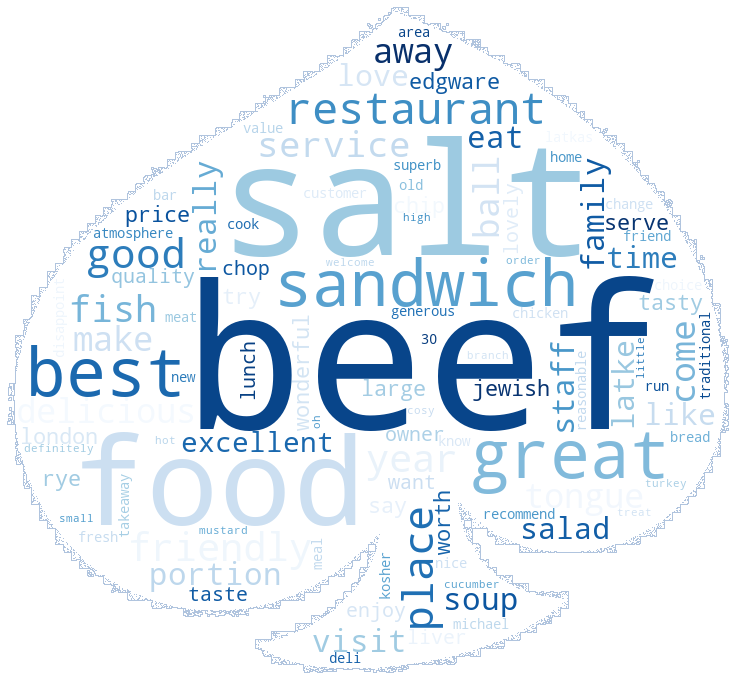 area
away
love
edgware
restaurant
value
service
eat
latkas
salt
superb
home
bar
really
customer
old
chip
ball
lovely
family
change
price
high
serve
atmosphere
cook
friend
good
welcome
order
time
quality
chop
sandwich
try
choice
fish
meat
beef
generous
chicken
tasty
make
disappoint
wonderful
30
staff
reasonable
latke
little
come
traditional
best
new
lunch
branch
large
jewish
run
delicious
oh
cosy
like
london
definitely
hot
excellent
owner
know
bread
food
year
great
rye
takeaway
want
turkey
say
tongue
small
mustard
place
worth
recommend
treat
fresh
friendly
meal
nice
salad
portion
kosher
cucumber
taste
enjoy
soup
michael
visit
liver
deli